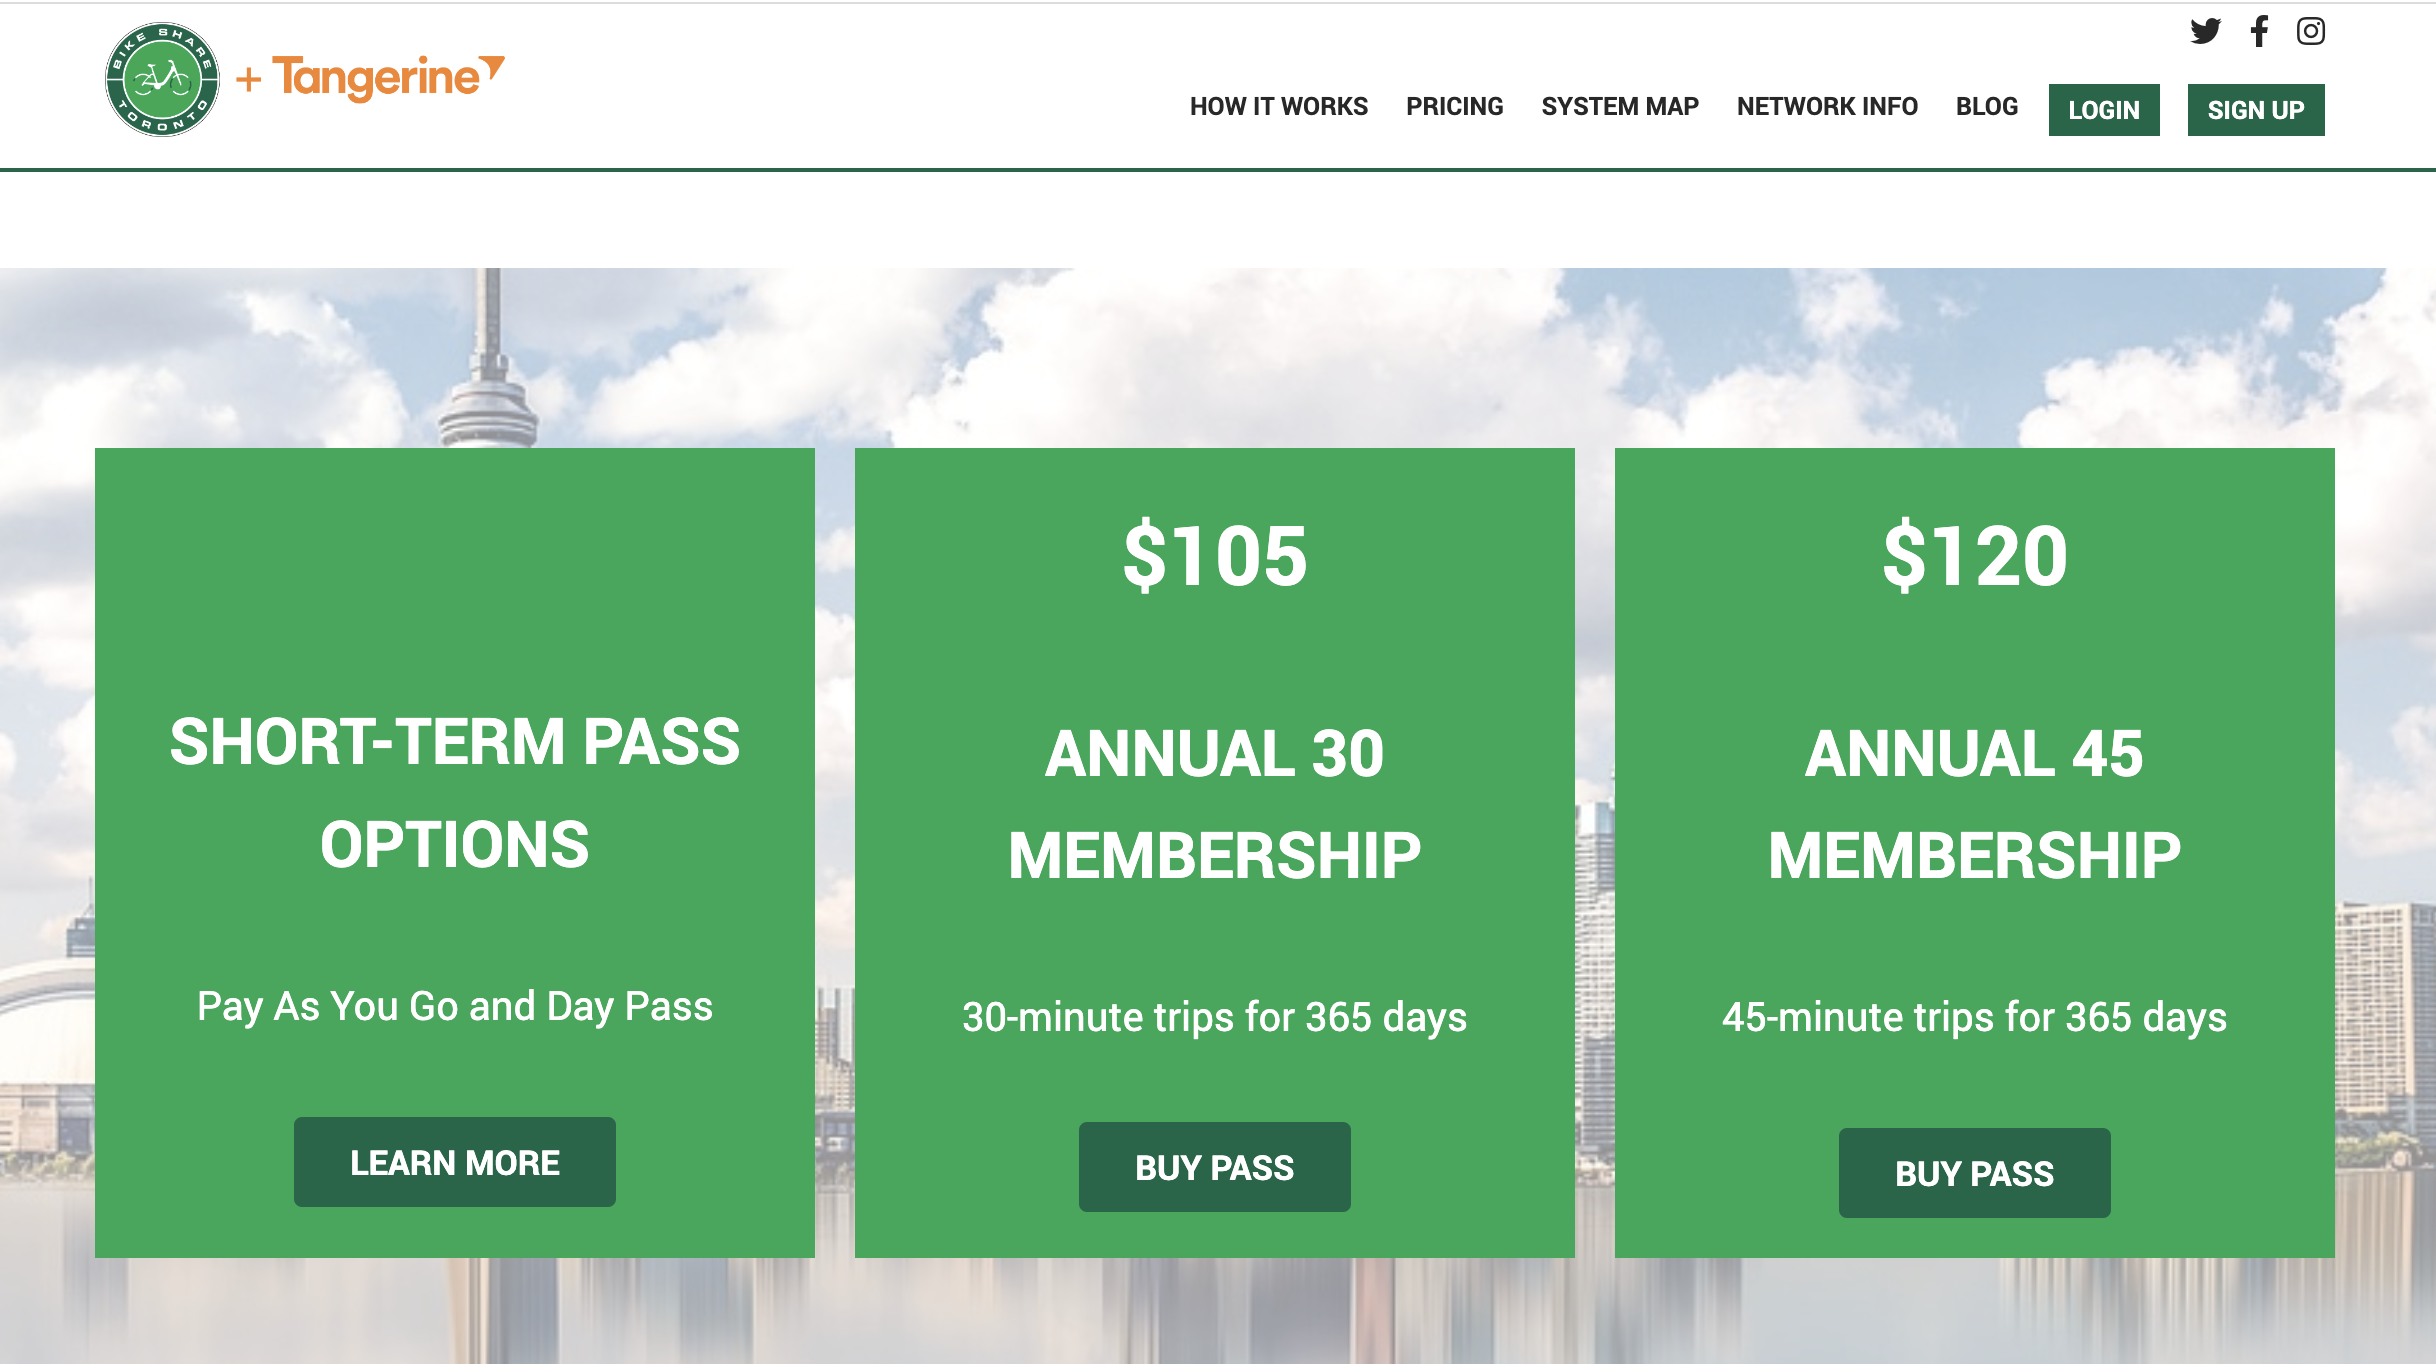 BIKE SHARE
TORONTO
+ Tangerine
HOW IT WORKS PRICING SYSTEM MAP NETWORK INFO BLOG LOGIN SIGN UP
SHORT-TERM PASS
OPTIONS
Pay As You Go and Day Pass
LEARN MORE
$105
ANNUAL 30
MEMBERSHIP
30-minute trips for 365 days
BUY PASS
$120
ANNUAL 45
MEMBERSHIP
45-minute trips for 365 days
BUY PASS